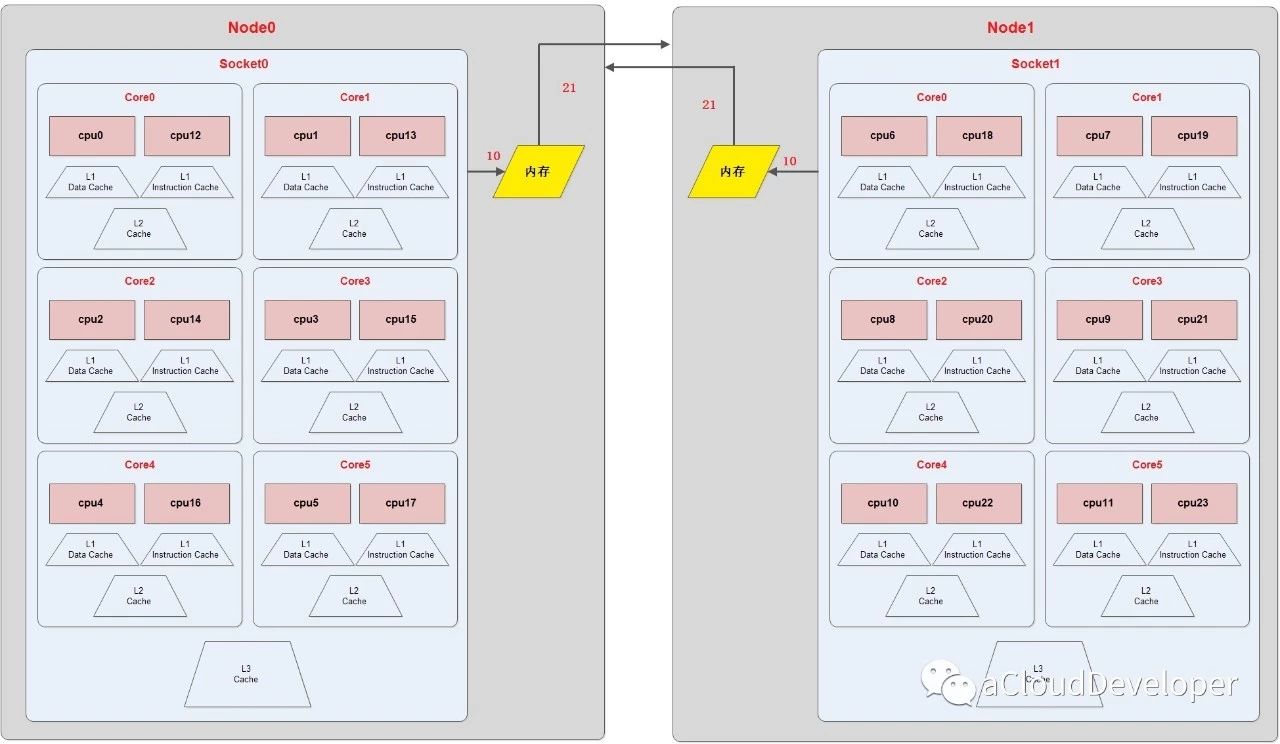 Node0
Socket0
Core0
cpu0
cpu12
L1
Data Cache
L1
Instruction Cache
L2
Cache
Core1
cpu1
cpu13
L1
Data Cache
L1
Instruction Cache
L2
Cache
Core2
cpu2
cpu14
L1
Data Cache
L1
Instruction Cache
L2
Cache
Core3
cpu3
cpu15
L1
Data Cache
L1
Instruction Cache
L2
Cache
Core4
cpu4
cpu16
L1
Data Cache
L1
Instruction Cache
L2
Cache
Core5
cpu5
cpu17
L1
Data Cache
L1
Instruction Cache
L2
Cache
L3
Cache
10
内存
21
Node1
21
内存
10
Socket1
Core0
cpu6
cpu18
L1
Data Cache
L1
Instruction Cache
L2
Cache
Core1
cpu7
cpu19
L1
Data Cache
L1
Instruction Cache
L2
Cache
Core2
cpu8
cpu20
L1
Data Cache
L1
Instruction Cache
L2
Cache
Core3
cpu9
cpu21
L1
Data Cache
L1
Instruction Cache
L2
Cache
Core4
cpu10
cpu22
L1
Data Cache
L1
Instruction Cache
L2
Cache
Core5
cpu11
cpu23
L1
Data Cache
L1
Instruction Cache
L2
Cache
L3
Cache
aCloudDeveloper